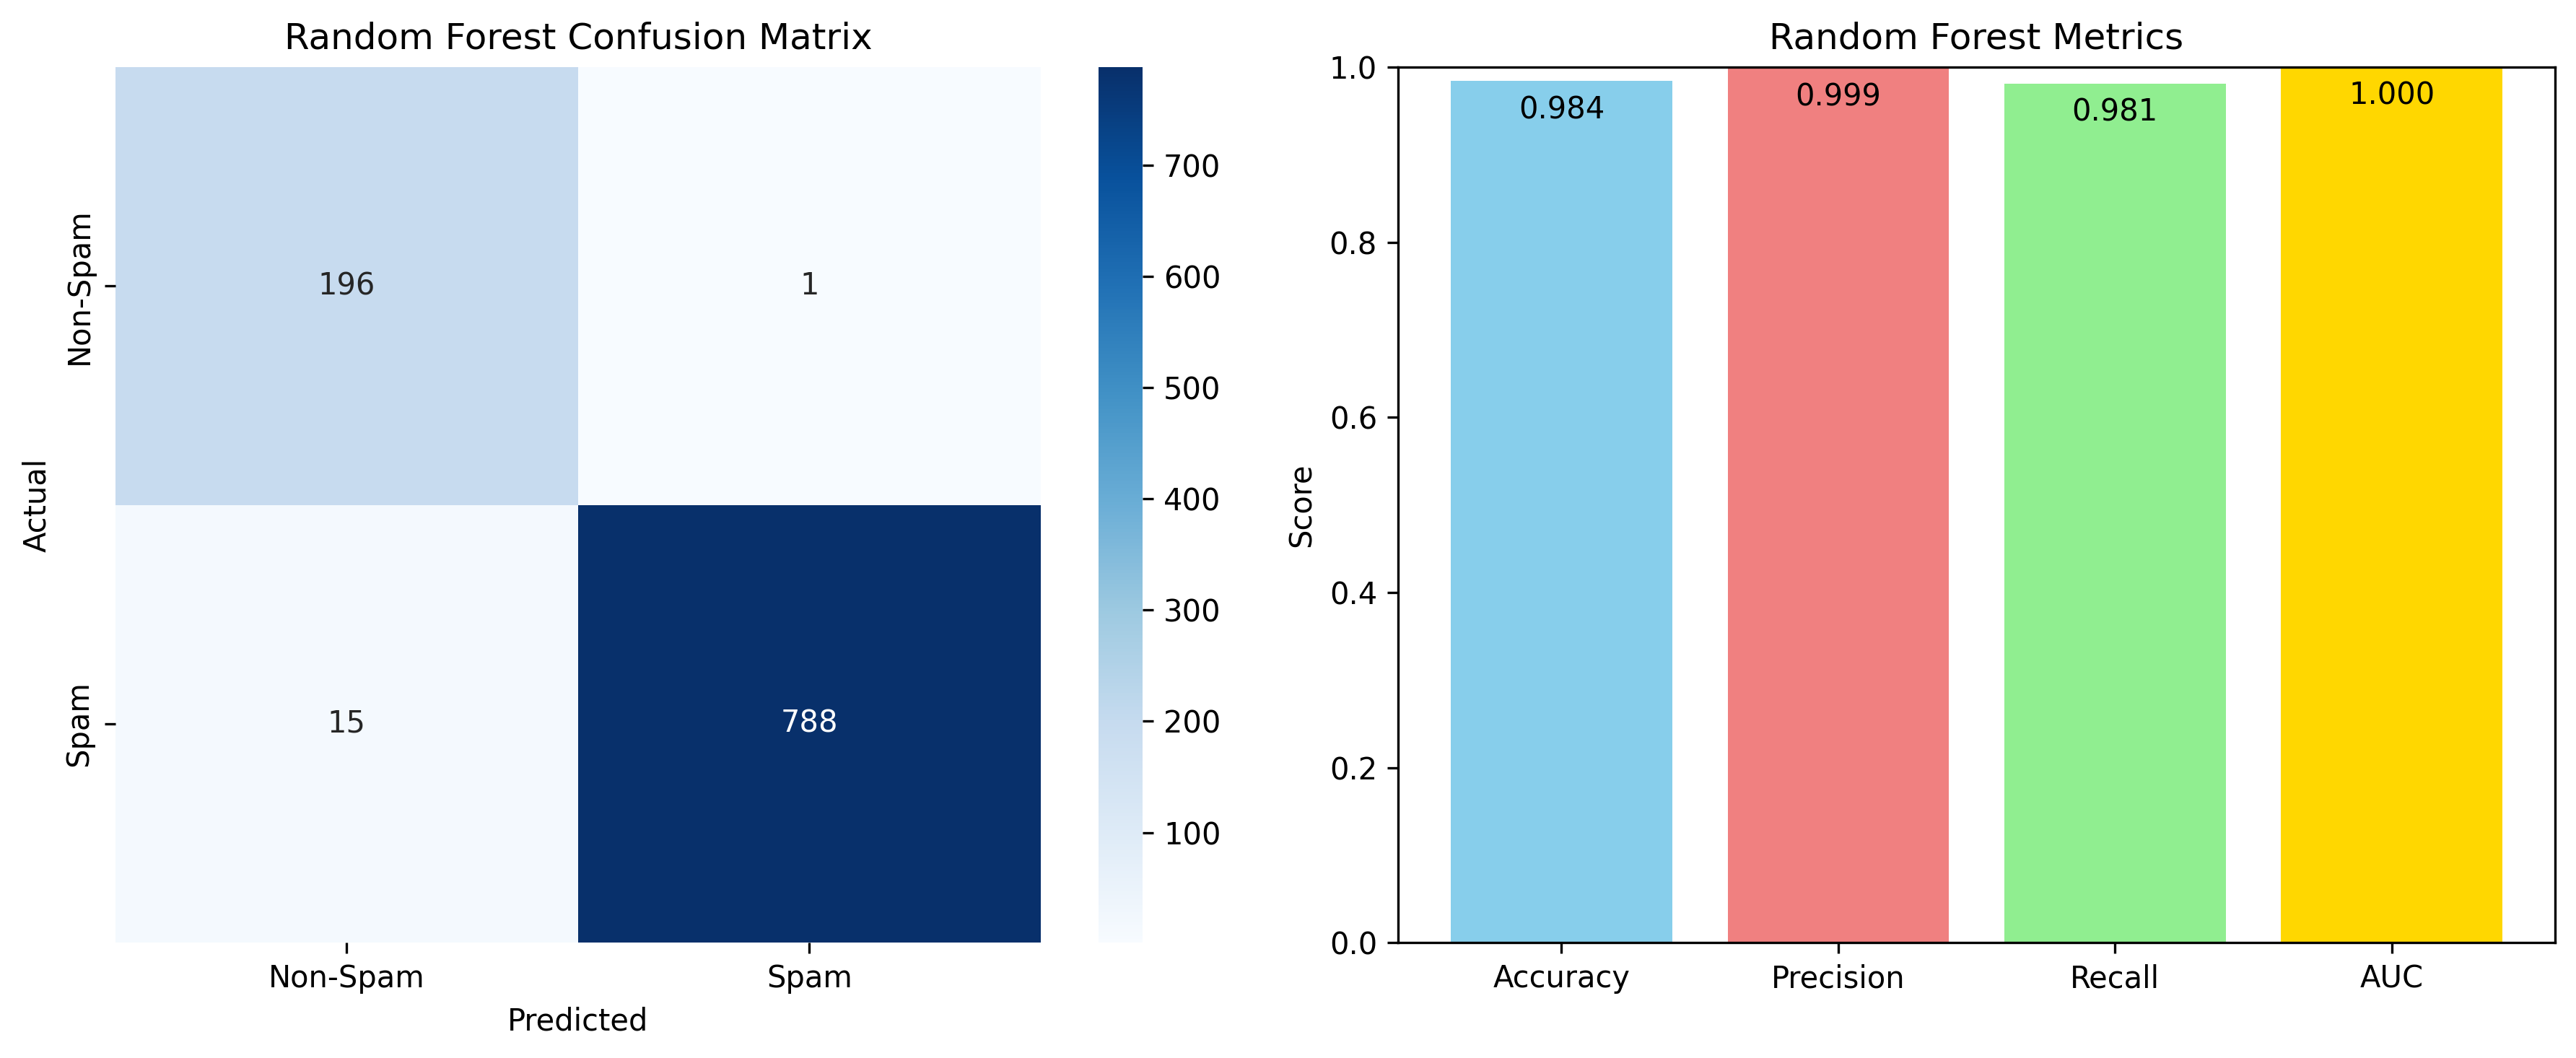 Random Forest Confusion Matrix
Actual
Non-Spam
196
1
Spam
15
788
Non-Spam
Spam
Predicted
700
600
500
400
300
200
100
Random Forest Metrics
Score
1.0
0.8
0.6
0.4
0.2
0.0
0.984
0.999
0.981
1.000
Accuracy
Precision
Recall
AUC